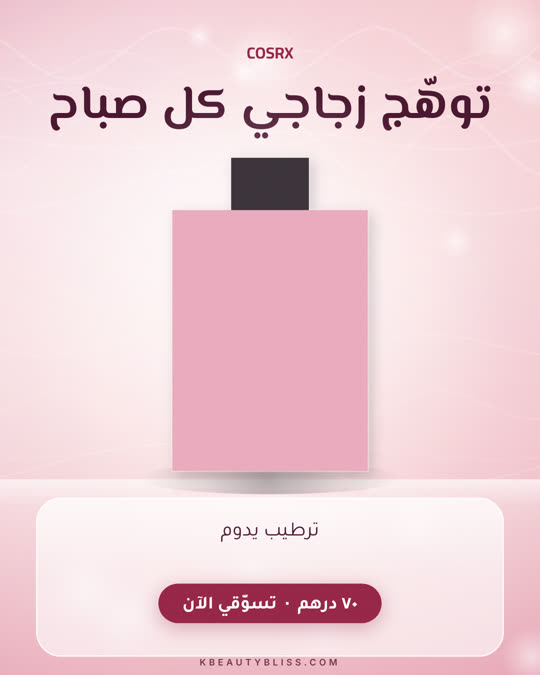 COSRX
توهّج زجاجي كل صباح
ترطيب يدوم
٧٠ درهم · تسوّقي الآن
KBEAUTYBLISS.COM